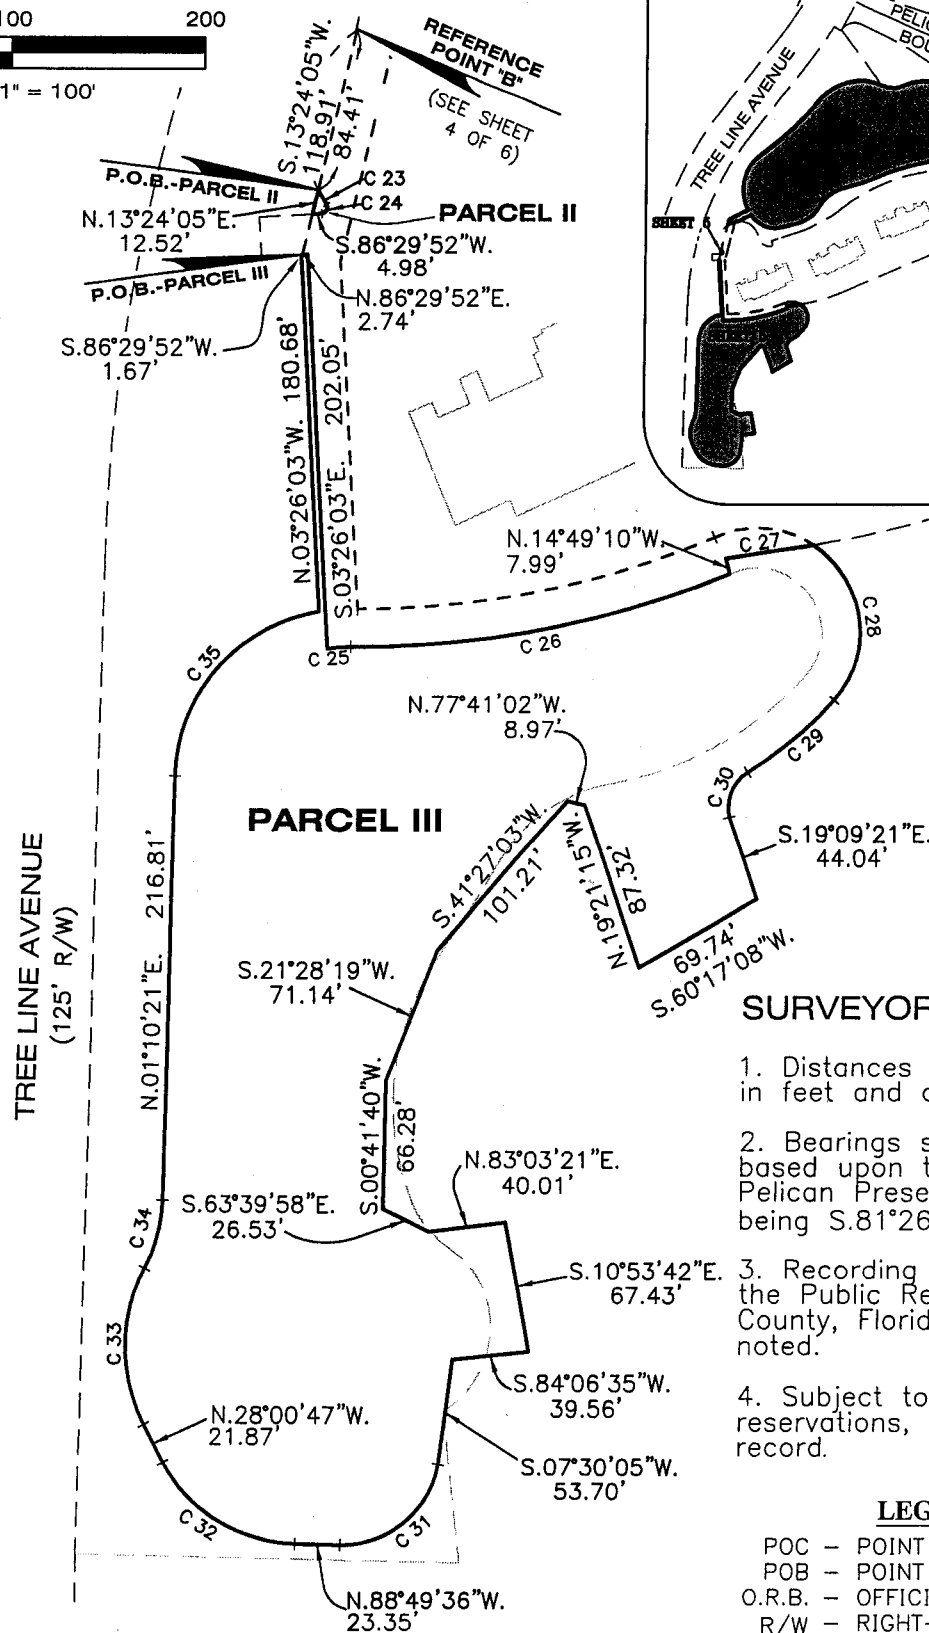 100 200
1" = 100'
REFERENCE
POINT "B"
(SEE SHEET
4 OF 6)
S.13°24'05"W.
118.91'
84.41'
C 23
C 24
P.O.B.-PARCEL II
PARCEL II
N.13°24'05"E.
12.52'
S.86°29'52"W.
4.98'
P.O.B.-PARCEL III
N.86°29'52"E.
2.74'
S.86°29'52"W.
1.67'
N.03°26'03"W. 180.68'
S.03°26'03"E. 202.05'
TREE LINE AVENUE
SHEET 6
N.14°49'10"W.
7.99'
C 27
C 28
C 25
C 26
C 35
N.77°41'02"W.
8.97'
C 29
C 30
PARCEL III
S.19°09'21"E.
44.04'
S.41°27'03"W.
101.21'
N.19°21'15"W.
87.32'
69.74'
S.60°17'08"W.
TREE LINE AVENUE
(125' R/W)
N.01°10'21"E. 216.81'
S.21°28'19"W.
71.14'
S.00°41'40"W.
66.28'
N.83°03'21"E.
40.01'
S.63°39'58"E.
26.53'
C 34
S.10°53'42"E.
67.43'
C 33
S.84°06'35"W.
39.56'
N.28°00'47"W.
21.87'
S.07°30'05"W.
53.70'
C 32
C 31
N.88°49'36"W.
23.35'
SURVEYOR
1. Distances
in feet and
2. Bearings s
based upon t
Pelican Prese
being S.81°26
3. Recording
the Public Re
County, Florid
noted.
4. Subject to
reservations,
record.
LEG
POC – POINT
POB – POINT
O.R.B. – OFFICI
R/W – RIGHT-